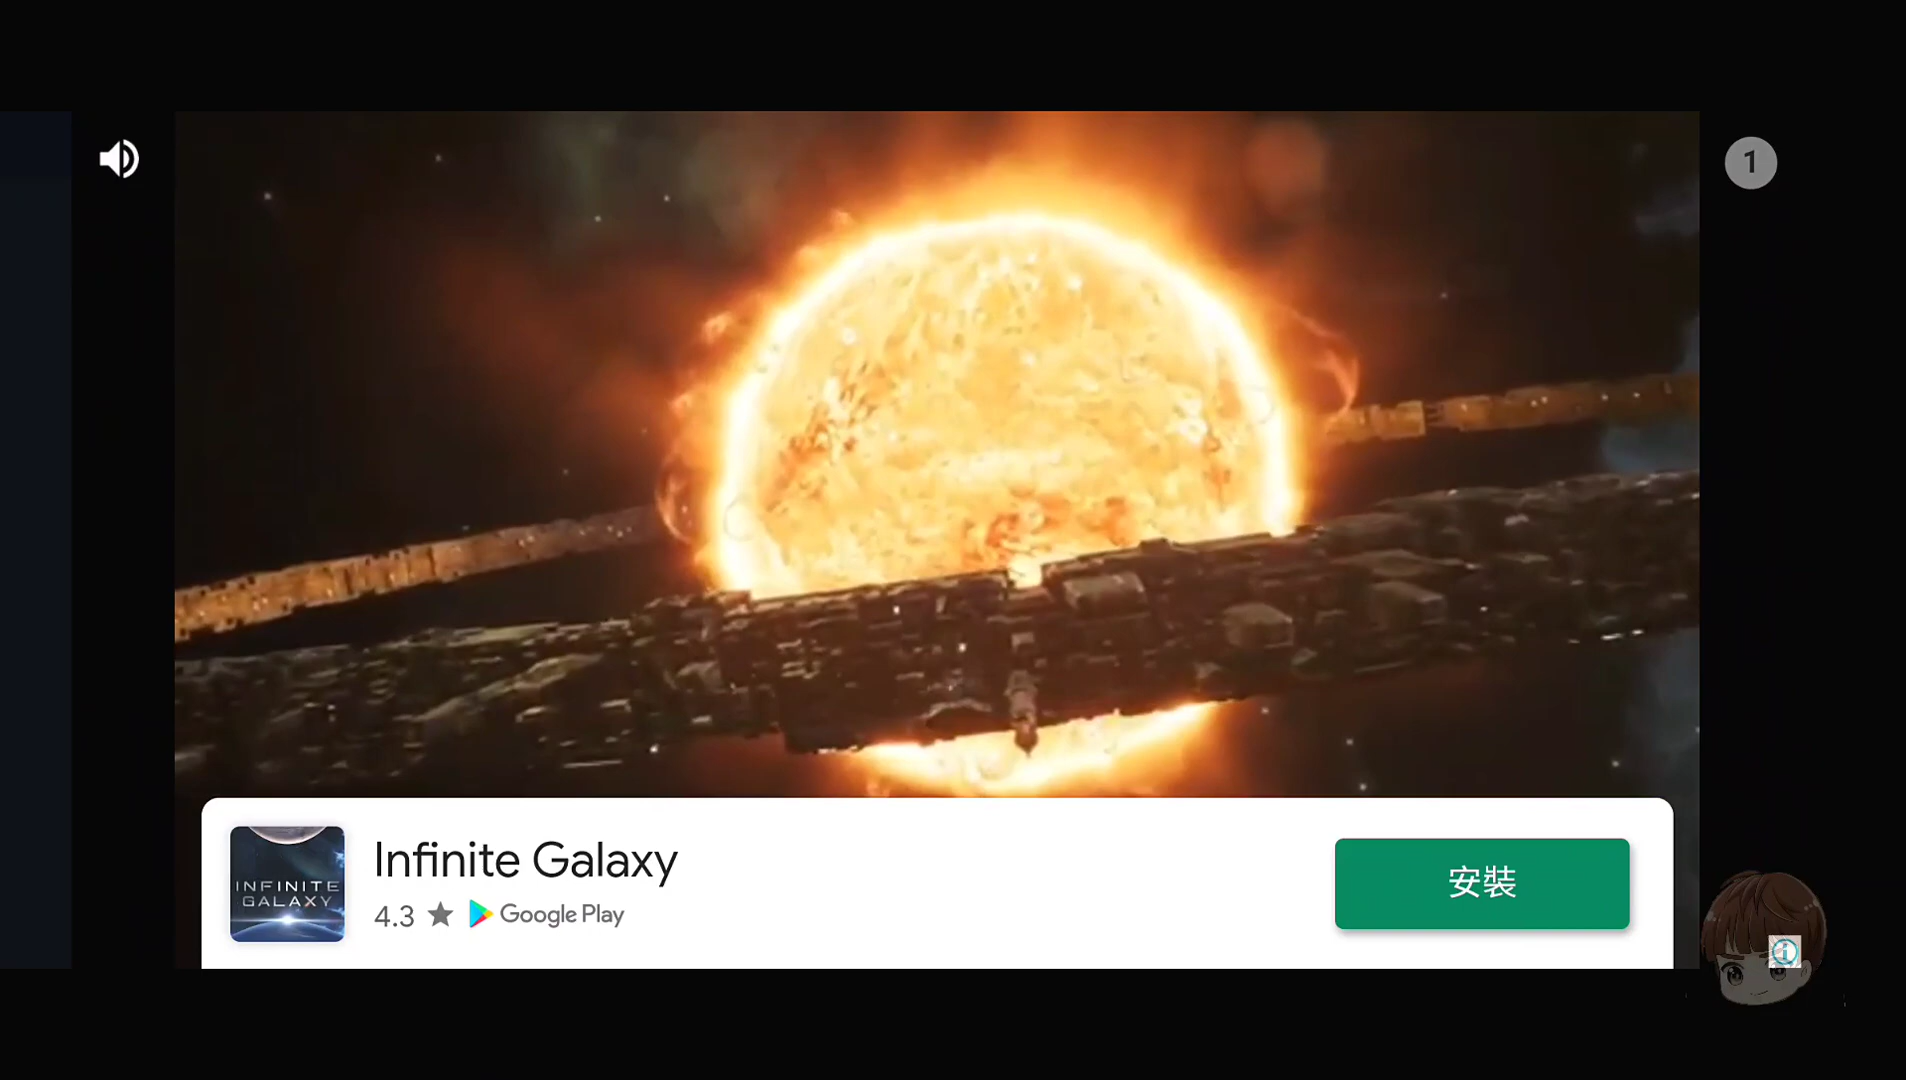 1
INFINITE
GALAXY
Infinite Galaxy
4.3 ★ Google Play
安裝